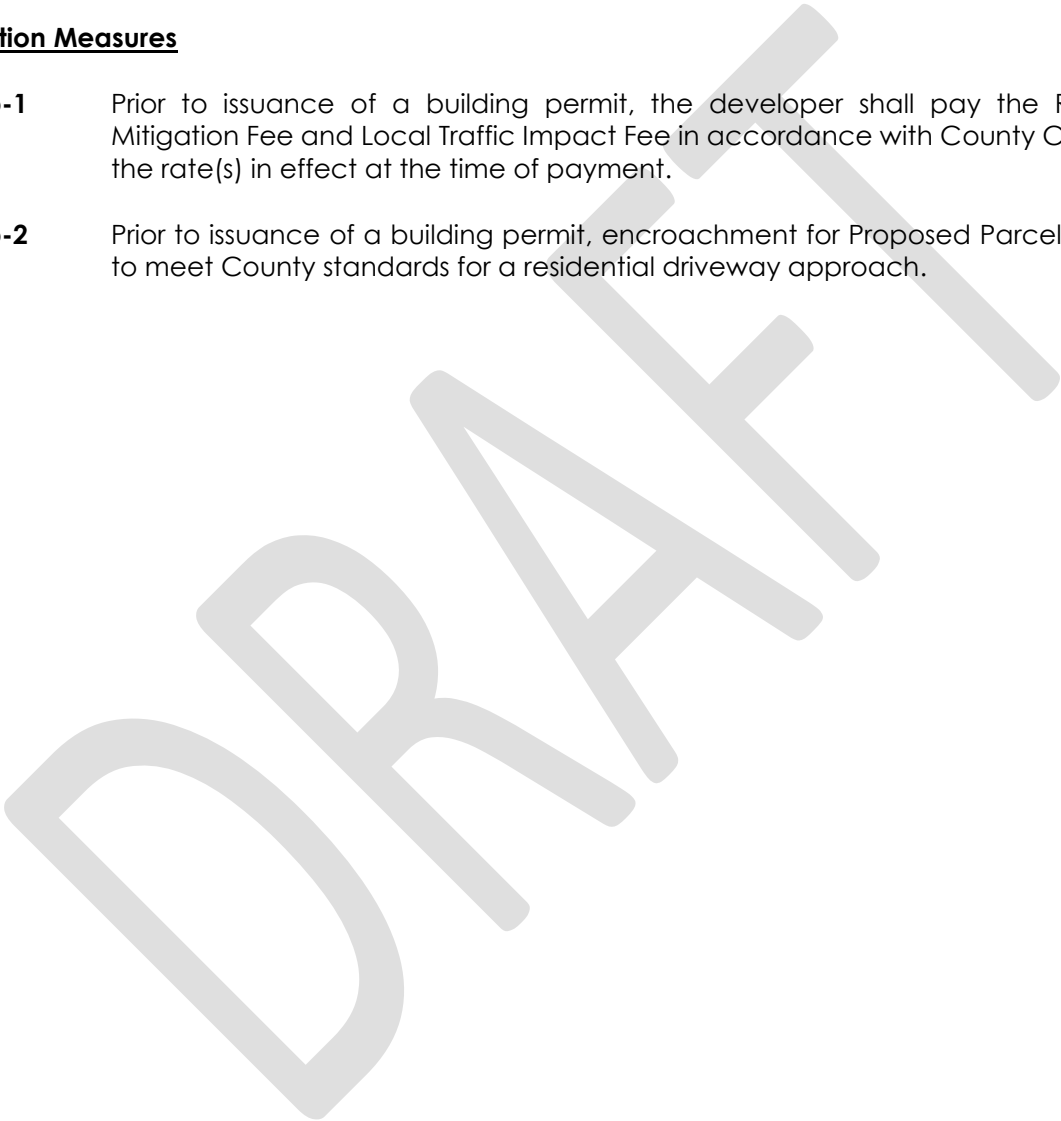 tion Measures
-1 Prior to issuance of a building permit, the developer shall pay the
Mitigation Fee and Local Traffic Impact Fee in accordance with County
the rate(s) in effect at the time of payment.
-2 Prior to issuance of a building permit, encroachment for Proposed Parcel
to meet County standards for a residential driveway approach.
DRAFT